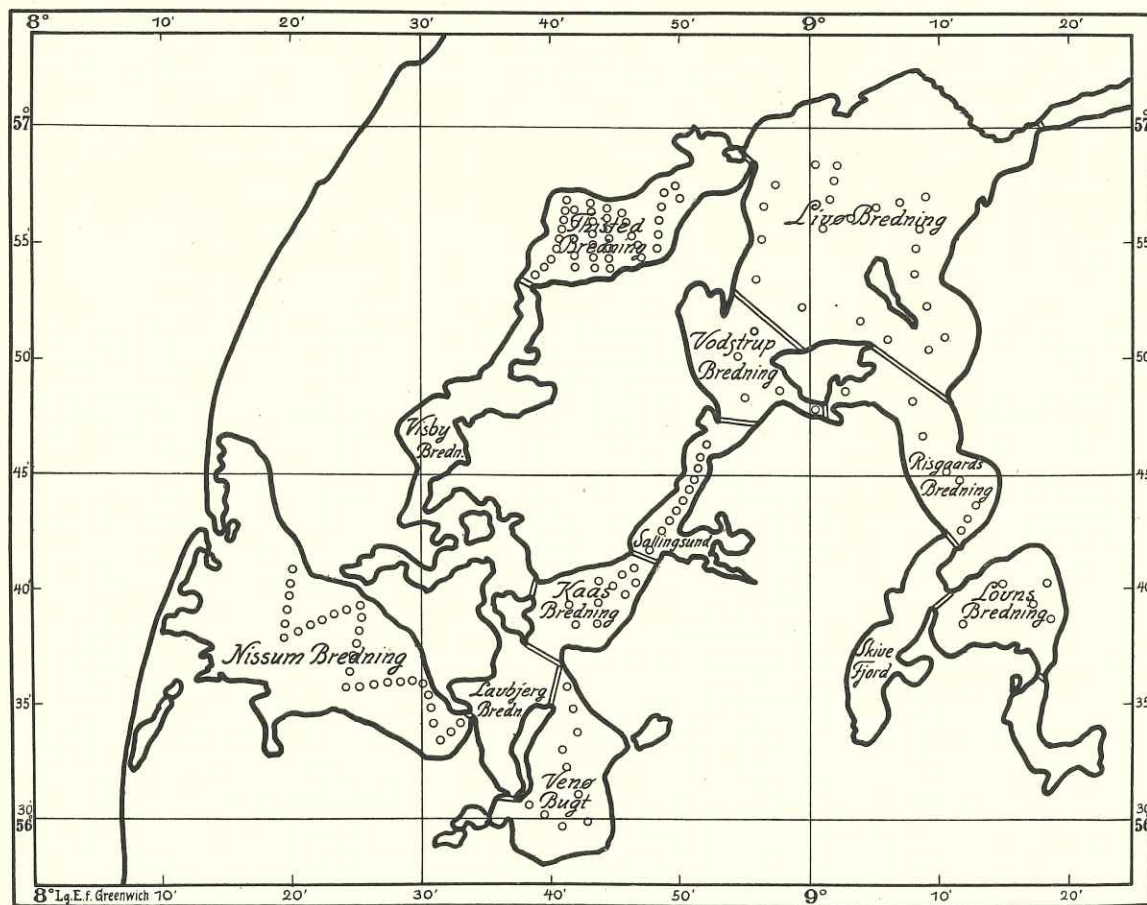 8° 10' 20' 30' 40' 50' 9° 10' 20'
57° 57°
Thisted
Bredning
Livø Bredning
55' 55'
Vodstrup
Bredning
50' 50'
Visby
Bredn.
45' 45'
Risgaards
Bredning
Sallingsund
40' 40'
Kaas
Bredning
Lovns
Bredning
Nissum Bredning
Skive
Fjord
Lavbjerg
Bredn.
35' 35'
Venø
Bugt
30' 30'
56° 56°
8° Lg.E.f. Greenwich 10' 20' 30' 40' 50' 9° 10' 20'